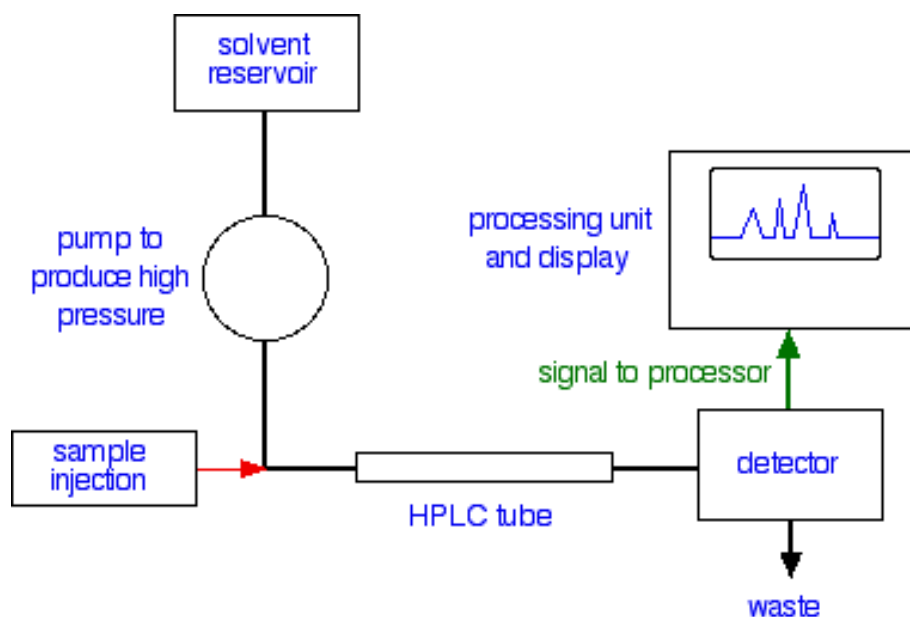 solvent
reservoir
pump to
produce high
pressure
processing unit
and display
signal to processor
sample
injection
HPLC tube
detector
waste